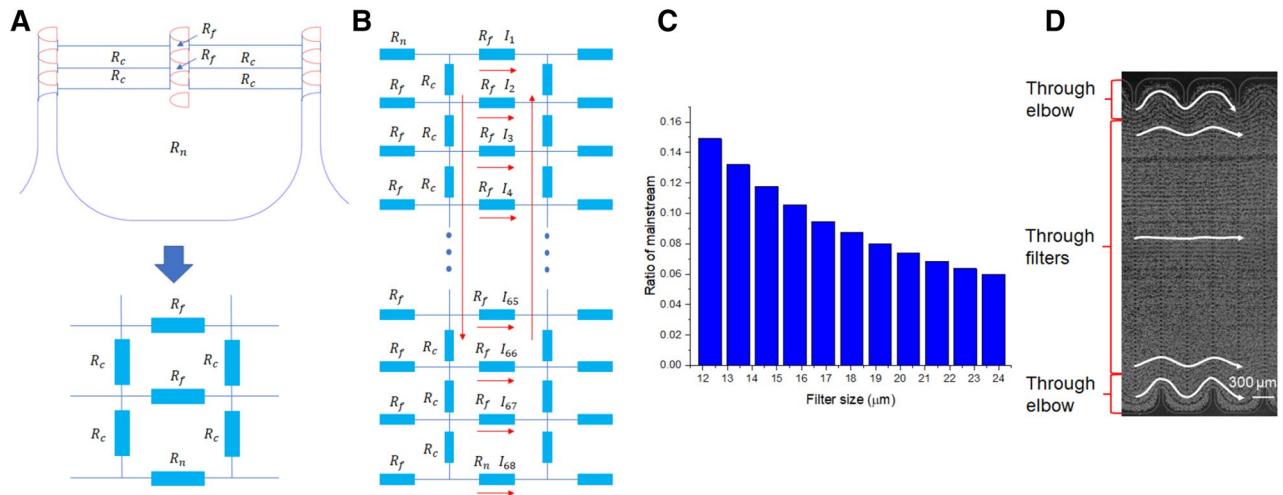 A
R_f
R_f
R_c R_c
R_c R_c
R_n
R_f
R_c R_c
R_f
R_c R_c
R_n
B
R_n R_f I_1
R_c
R_f R_f I_2
R_c
R_f R_f I_3
R_c
R_f R_f I_4
R_f R_f I_65
R_c
R_f R_f I_66
R_c
R_f R_f I_67
R_c
R_f R_n I_68
C
Ratio of mainstream
0.16
0.14
0.12
0.10
0.08
0.06
0.04
0.02
0.00
12 13 14 15 16 17 18 19 20 21 22 23 24
Filter size (μm)
D
Through
elbow
Through
filters
Through
elbow
300 μm